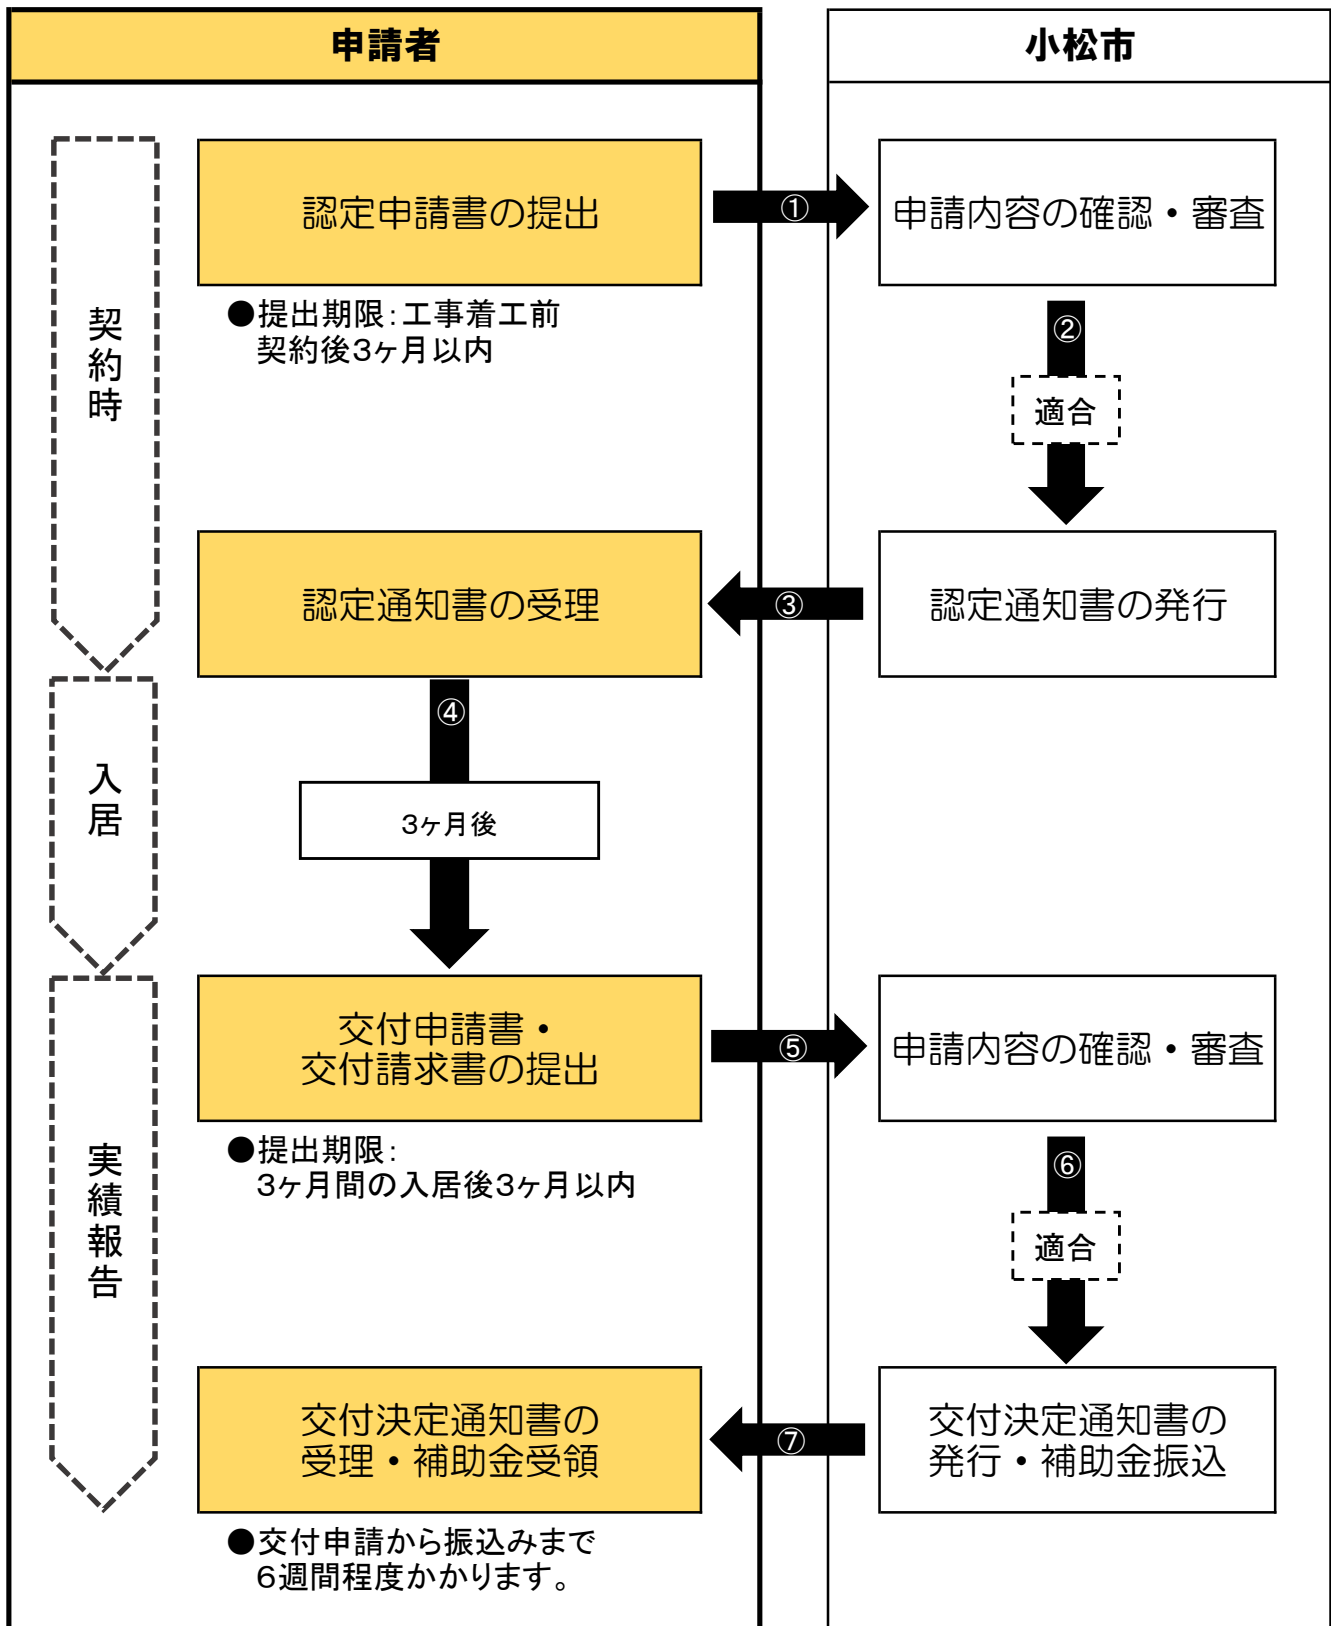 申請者
小松市
認定申請書の提出
①
申請内容の確認・審査
●提出期限：工事着工前
契約後3ヶ月以内
契約時
②
適合
認定通知書の受理
③
認定通知書の発行
④
入居
3ヶ月後
交付申請書・
交付請求書の提出
⑤
申請内容の確認・審査
●提出期限：
3ヶ月間の入居後3ヶ月以内
実績報告
⑥
適合
交付決定通知書の
受理・補助金受領
⑦
交付決定通知書の
発行・補助金振込
●交付申請から振込みまで
6週間程度かかります。